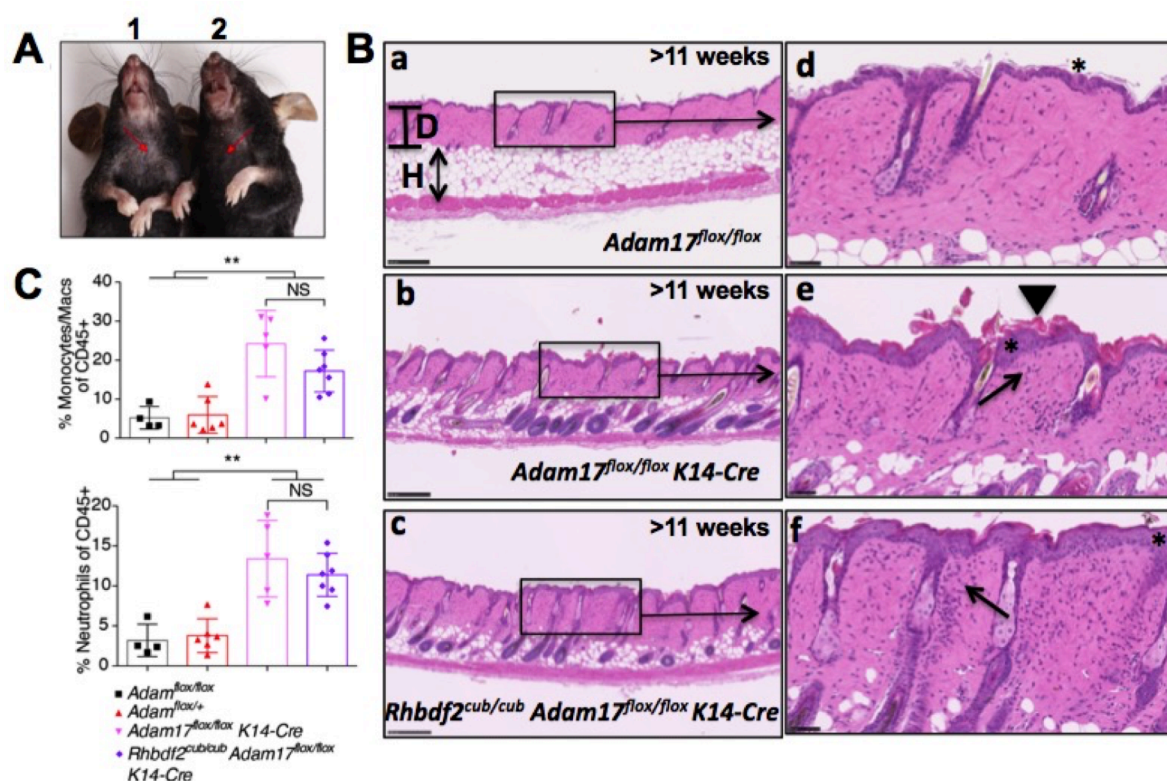 A
1 2
B
a
>11 weeks
D
H
Adam17flox/flox
d
*
b
>11 weeks
Adam17flox/flox K14-Cre
e
*
c
>11 weeks
Rhbdf2cub/cub Adam17flox/flox K14-Cre
f
*
C
% Monocytes/Macs
of CD45+
40
30
20
10
0
**
NS
% Neutrophils of CD45+
20
15
10
5
0
**
NS
Adamflox/flox
Adamflox/+
Adam17flox/flox K14-Cre
Rhbdf2cub/cub Adam17flox/flox
K14-Cre